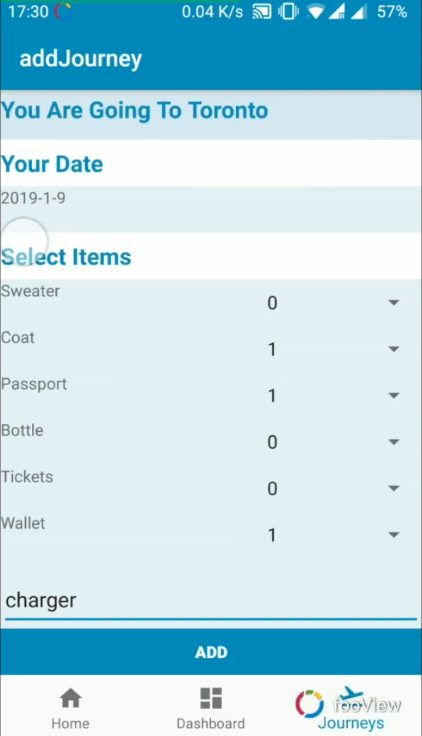 17:30 0.04 K/s 57%
addJourney
You Are Going To Toronto
Your Date
2019-1-9
Select Items
Sweater 0
Coat 1
Passport 1
Bottle 0
Tickets 0
Wallet 1
charger
ADD
fooView
Home Dashboard Journeys